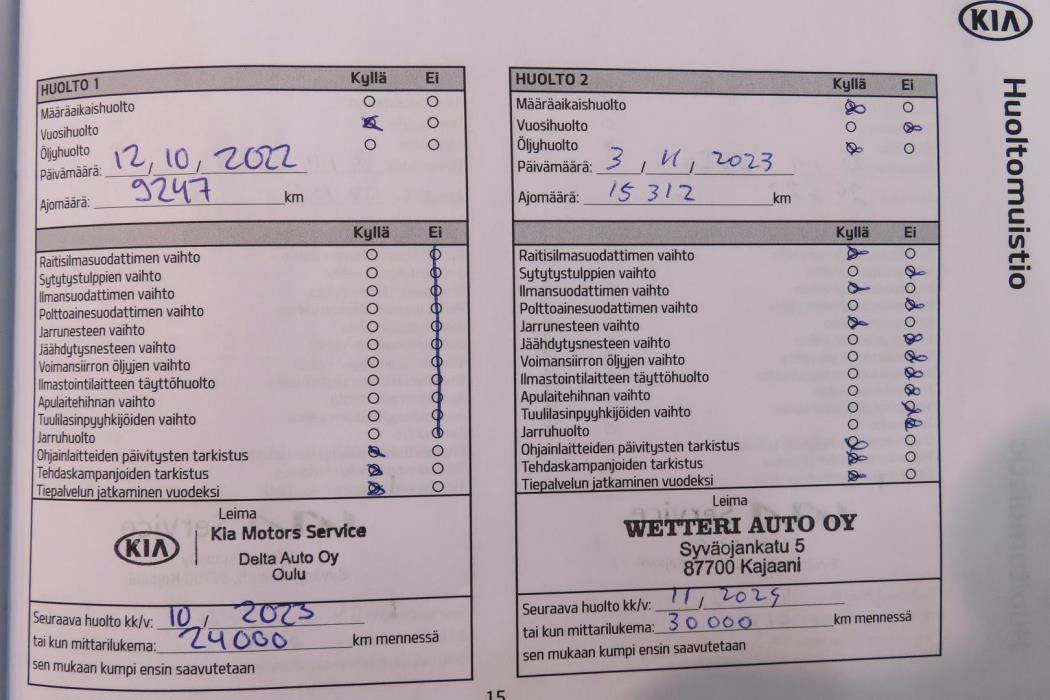 KIA
Huoltomuistio
HUOLTO 1 Kyllä Ei
Määräaikaishuolto
Vuosihuolto
Öljyhuolto
Päivämäärä: 12, 10, 2022
Ajomäärä: 9247 km
Kyllä Ei
Raitisilmasuodattimen vaihto
Sytytystulppien vaihto
Ilmansuodattimen vaihto
Polttoainesuodattimen vaihto
Jarrunesteen vaihto
Jäähdytysnesteen vaihto
Voimansiirron öljyjen vaihto
Ilmastointilaitteen täyttöhuolto
Apulaitehihnan vaihto
Tuulilasinpyyhkijöiden vaihto
Jarruhuolto
Ohjainlaitteiden päivitysten tarkistus
Tehdaskampanjoiden tarkistus
Tiepalvelun jatkaminen vuodeksi
Leima
KIA Kia Motors Service
Delta Auto Oy
Oulu
Seuraava huolto kk/v: 10 / 2023
tai kun mittarilukema: 24000 km mennessä
sen mukaan kumpi ensin saavutetaan
HUOLTO 2 Kyllä Ei
Määräaikaishuolto
Vuosihuolto
Öljyhuolto
Päivämäärä: 3, 11, 2023
Ajomäärä: 15 312 km
Kyllä Ei
Raitisilmasuodattimen vaihto
Sytytystulppien vaihto
Ilmansuodattimen vaihto
Polttoainesuodattimen vaihto
Jarrunesteen vaihto
Jäähdytysnesteen vaihto
Voimansiirron öljyjen vaihto
Ilmastointilaitteen täyttöhuolto
Apulaitehihnan vaihto
Tuulilasinpyyhkijöiden vaihto
Jarruhuolto
Ohjainlaitteiden päivitysten tarkistus
Tehdaskampanjoiden tarkistus
Tiepalvelun jatkaminen vuodeksi
Leima
WETTERI AUTO OY
Syväojankatu 5
87700 Kajaani
Seuraava huolto kk/v: 11, 2024
tai kun mittarilukema: 30000 km mennessä
sen mukaan kumpi ensin saavutetaan
15